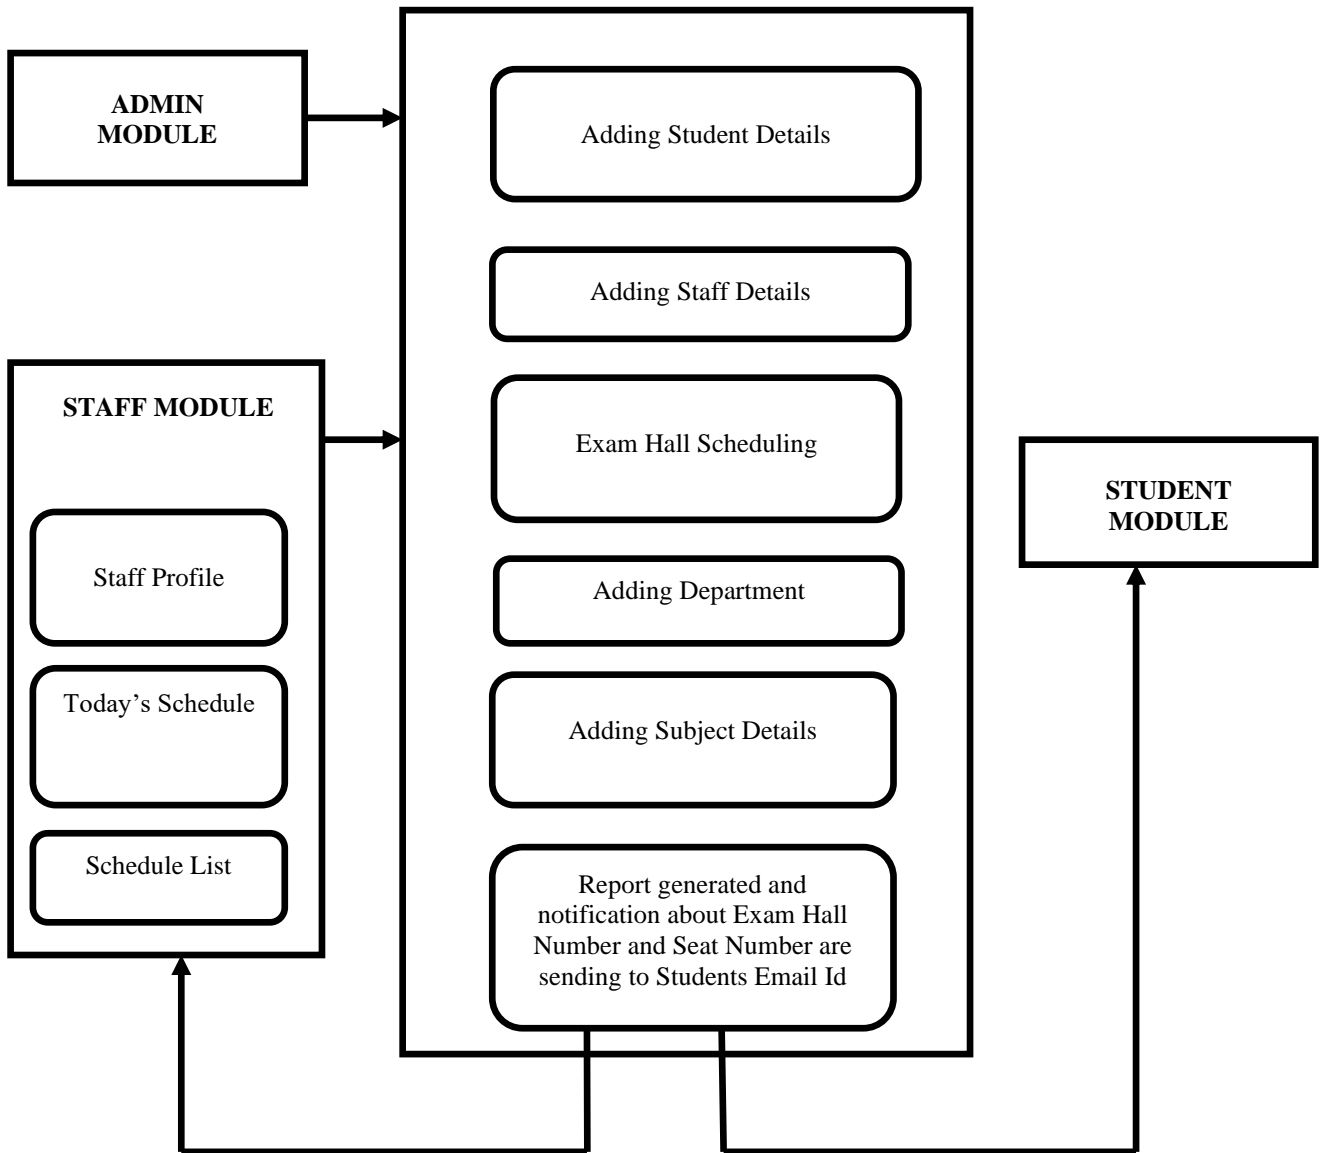 ADMIN
MODULE
Adding Student Details
Adding Staff Details
STAFF MODULE
Exam Hall Scheduling
STUDENT
MODULE
Staff Profile
Adding Department
Today’s Schedule
Adding Subject Details
Schedule List
Report generated and
notification about Exam Hall
Number and Seat Number are
sending to Students Email Id